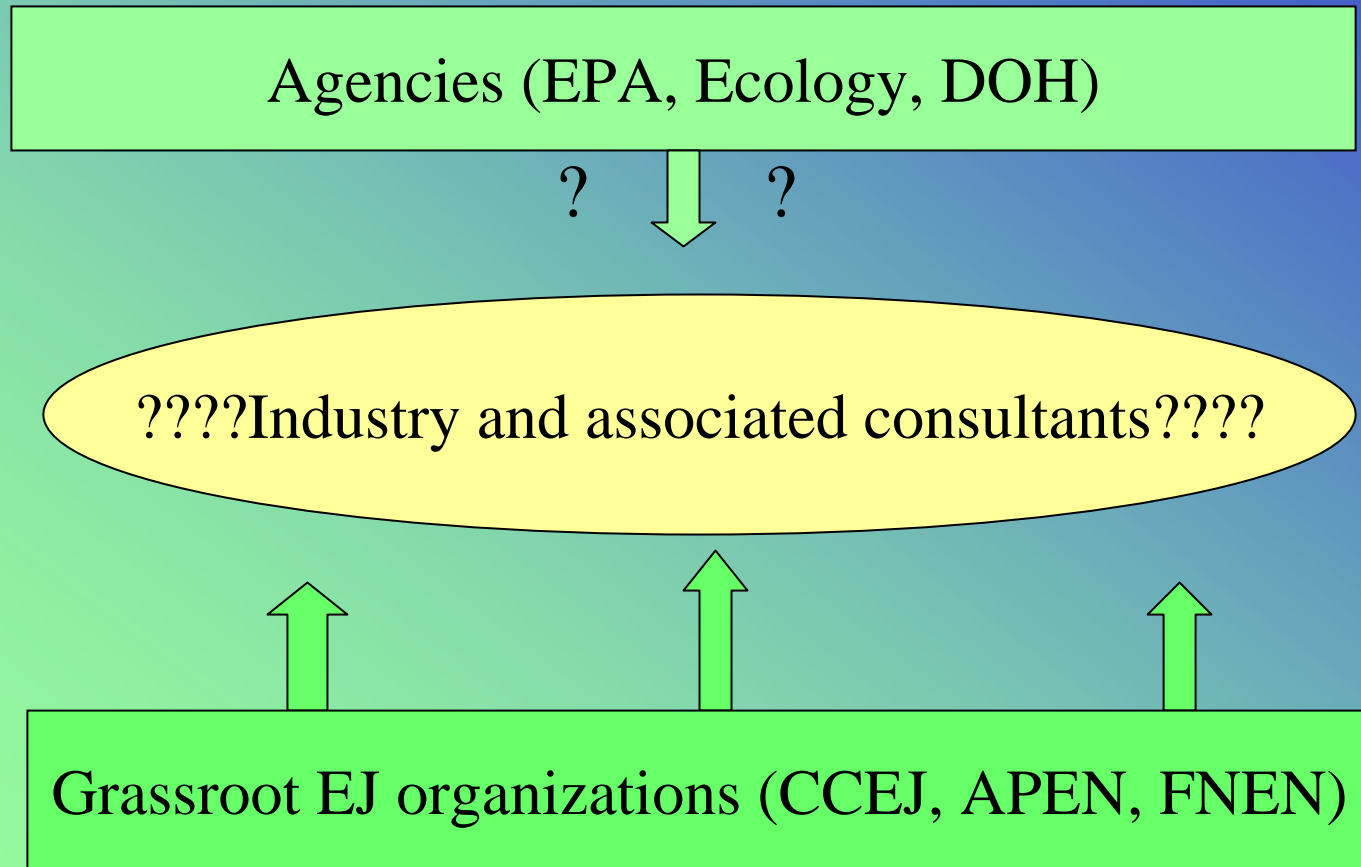 Agencies (EPA, Ecology, DOH)
? ?
????Industry and associated consultants????
Grassroot EJ organizations (CCEJ, APEN, FNEN)